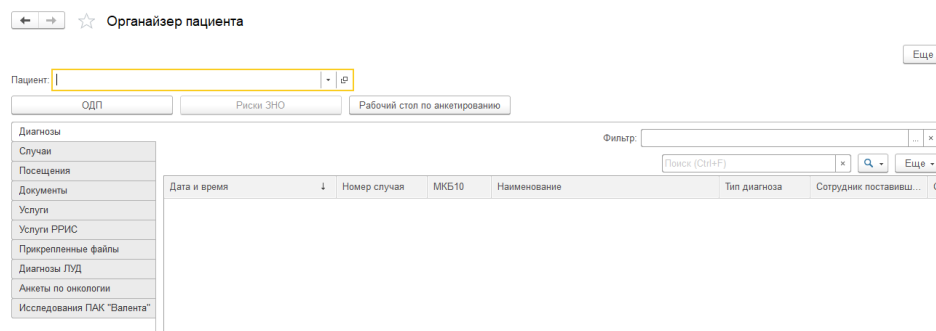 Органайзер пациента
Еще
Пациент:
ОДП Риски ЗНО Рабочий стол по анкетированию
Диагнозы
Случаи
Посещения
Документы
Услуги
Услуги РРИС
Прикрепленные файлы
Диагнозы ЛУД
Анкеты по онкологии
Исследования ПАК "Валента"
Фильтр: ... ×
Поиск (Ctrl+F) × Еще
Дата и время ↓ Номер случая МКБ10 Наименование Тип диагноза Сотрудник поставивш...